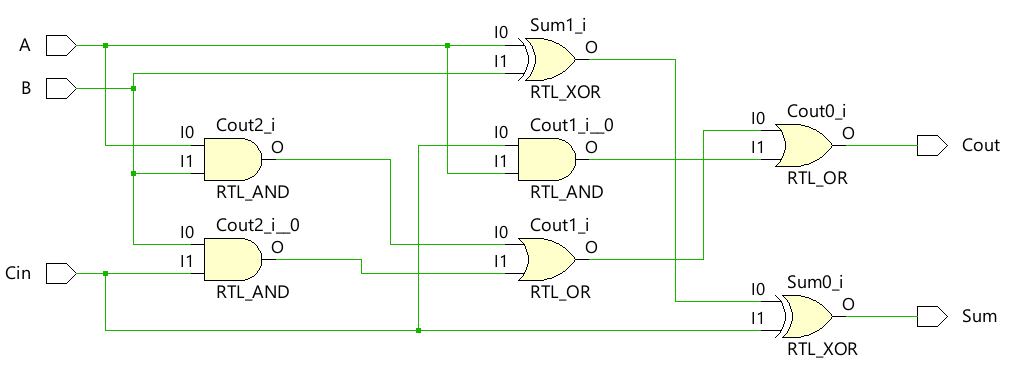 Sum1_i
A
I0
O
I1
B
RTL_XOR
Cout0_i
I0
Cout2_i
Cout1_i__0
I0
I0
O
O
O
I1
Cout
I1
I1
RTL_OR
RTL_AND
RTL_AND
Cout2_i__0
Cout1_i
I0
I0
O
O
I1
I1
Cin
Sum0_i
I0
RTL_AND
RTL_OR
O
I1
Sum
RTL_XOR